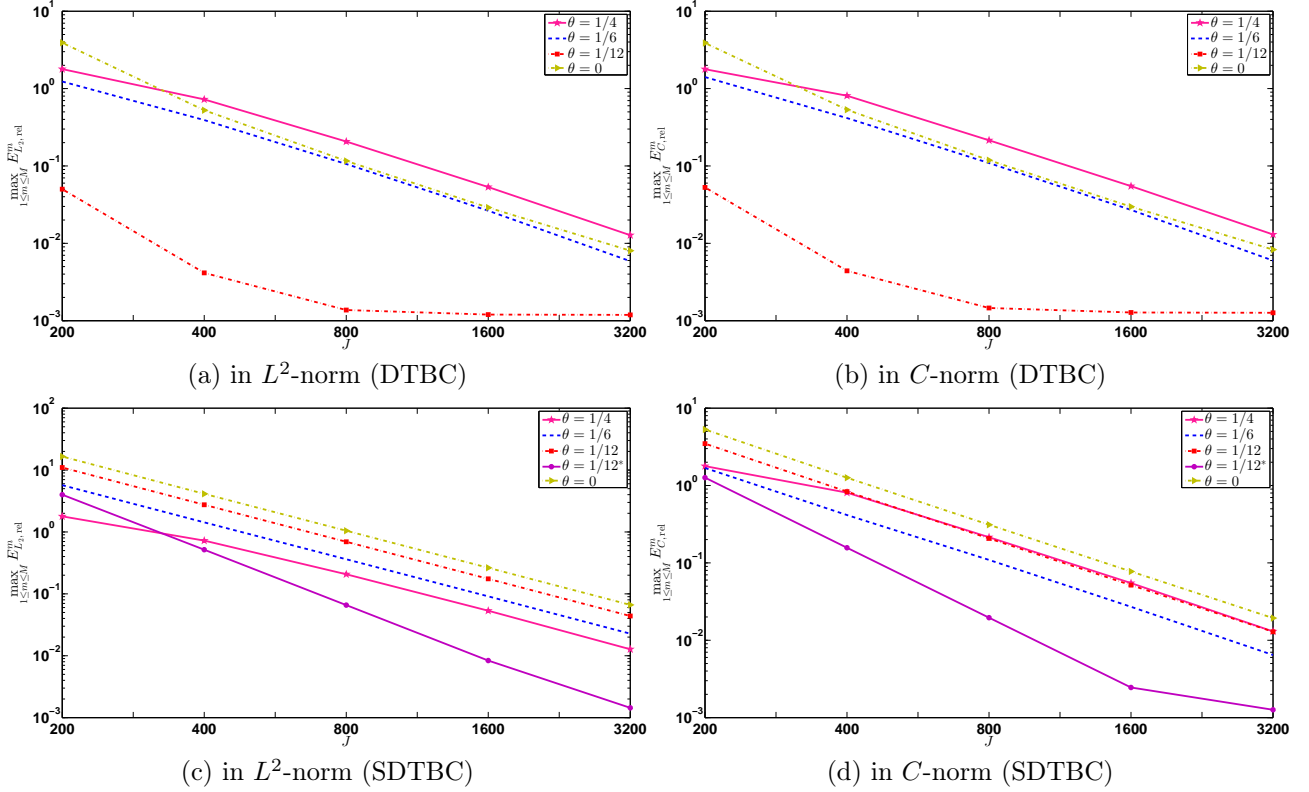 10^1
10^0
10^−1
10^−2
10^−3
max_{1≤m≤M} E^m_{L_2, rel}
200 400 800 1600 3200
J
θ = 1/4
θ = 1/6
θ = 1/12
θ = 0
(a) in L^2-norm (DTBC)
10^1
10^0
10^−1
10^−2
10^−3
max_{1≤m≤M} E^m_{C,rel}
200 400 800 1600 3200
J
θ = 1/4
θ = 1/6
θ = 1/12
θ = 0
(b) in C-norm (DTBC)
10^2
10^1
10^0
10^−1
10^−2
10^−3
max_{1≤m≤M} E^m_{L_2, rel}
200 400 800 1600 3200
J
θ = 1/4
θ = 1/6
θ = 1/12
θ = 1/12*
θ = 0
(c) in L^2-norm (SDTBC)
10^1
10^0
10^−1
10^−2
10^−3
max_{1≤m≤M} E^m_{C,rel}
200 400 800 1600 3200
J
θ = 1/4
θ = 1/6
θ = 1/12
θ = 1/12*
θ = 0
(d) in C-norm (SDTBC)